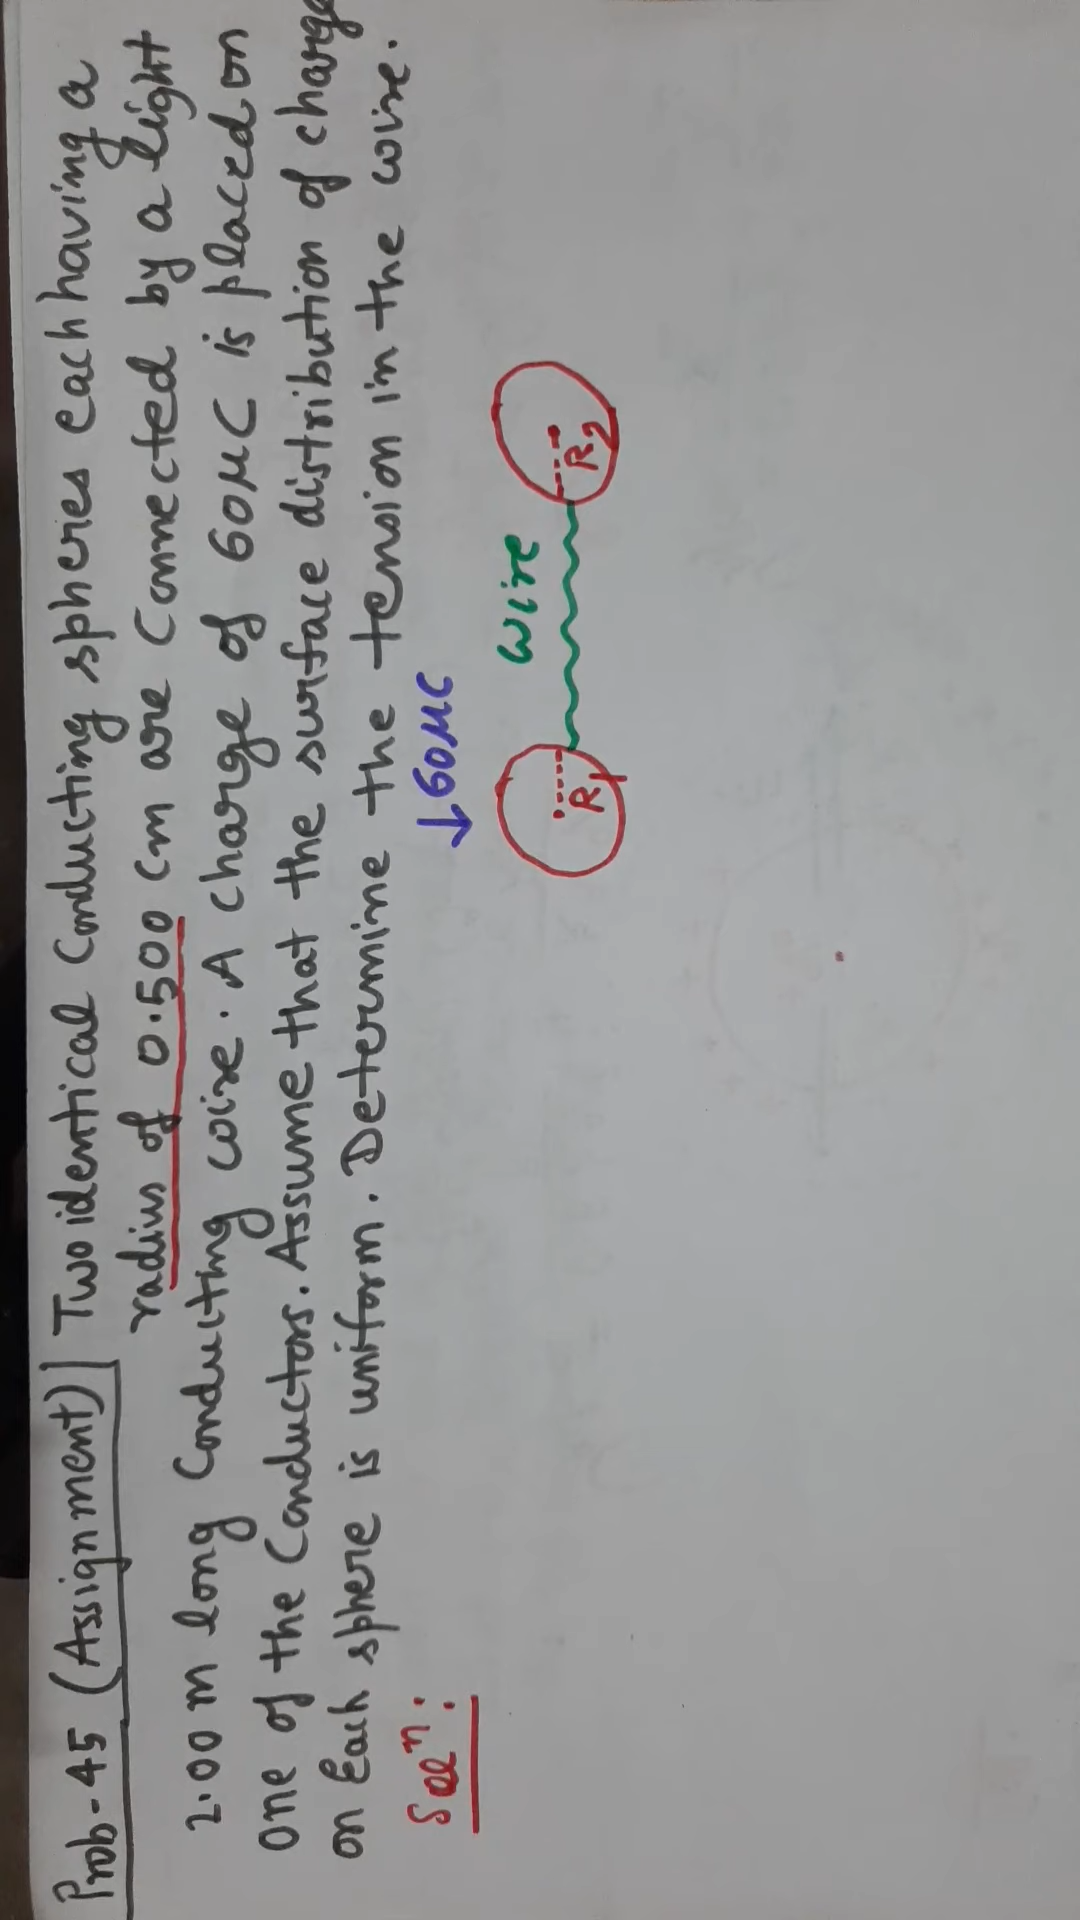 Prob-45 (Assignment) Two identical Conducting spheres each having a
radius of 0.500 cm are Connected by a light
2.00 m long Conducting wire. A charge of 60μC is placed on
one of the Conductors. Assume that the surface distribution of charge
on Each sphere is uniform. Determine the tension in the wire.
Solⁿ:
↓60μC
wire
R1
R2